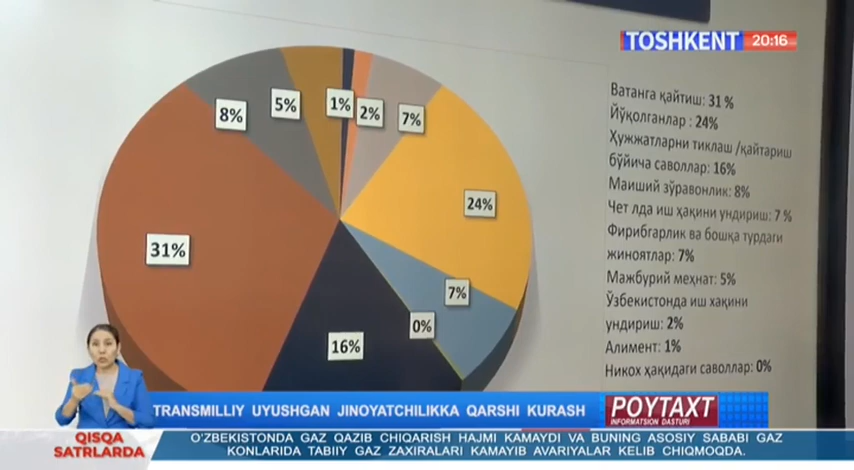 TOSHKENT 20:16
1%
2%
5%
8%
7%
24%
31%
7%
0%
16%
Ватанга қайтиш: 31 %
Йўқолганлар : 24%
Ҳужжатларни тиклаш /қайтариш
бўйича саволлар: 16%
Маиший зўравонлик: 8%
Чет лда иш ҳақини ундириш: 7 %
Фирибгарлик ва бошқа турдаги
жиноятлар: 7%
Мажбурий меҳнат: 5%
Ўзбекистонда иш хақини
ундириш: 2%
Алимент: 1%
Никох ҳақидаги саволлар: 0%
TRANSMILLIY UYUSHGAN JINOYATCHILIKKA QARSHI KURASH
POYTAXT
INFORMATSION DASTURI
QISQA
SATRLARDA
O'ZBEKISTONDA GAZ QAZIB CHIQARISH HAJMI KAMAYDI VA BUNING ASOSIY SABABI GAZ
KONLARIDA TABIIY GAZ ZAXIRALARI KAMAYIB AVARIYALAR KELIB CHIQMOQDA.